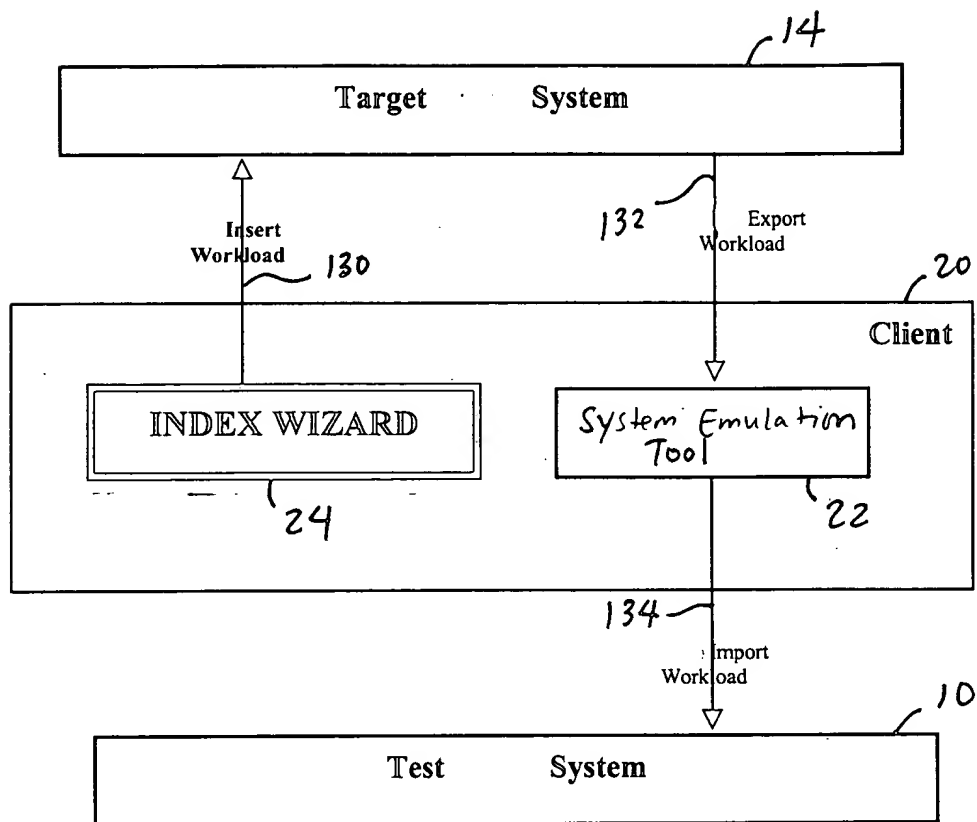 14
Target System
Insert
Workload
130
132
Export
Workload
20
Client
INDEX WIZARD
System Emulation
Tool
24
22
134
Import
Workload
10
Test System